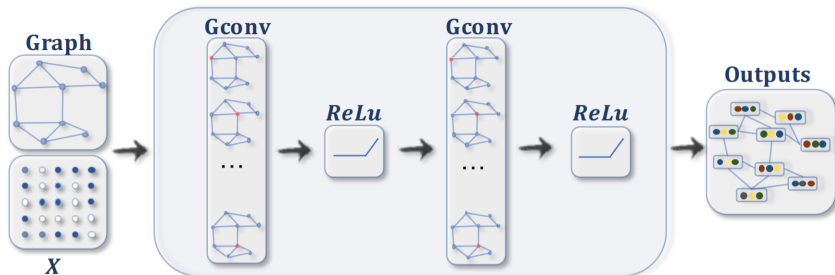 Graph
X
Gconv
...
ReLu
Gconv
...
ReLu
Outputs